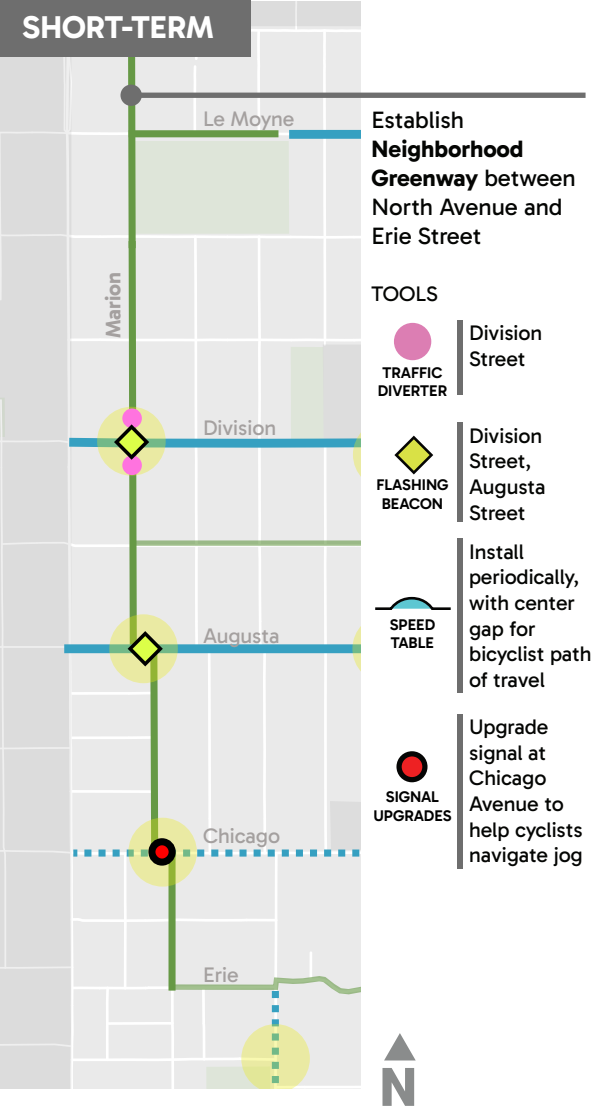 SHORT-TERM
Le Moyne
Marion
Division
Augusta
Chicago
Erie
Establish
Neighborhood
Greenway between
North Avenue and
Erie Street
TOOLS
TRAFFIC
DIVERTER
Division
Street
FLASHING
BEACON
Division
Street,
Augusta
Street
SPEED
TABLE
Install
periodically,
with center
gap for
bicyclist path
of travel
SIGNAL
UPGRADES
Upgrade
signal at
Chicago
Avenue to
help cyclists
navigate jog
N